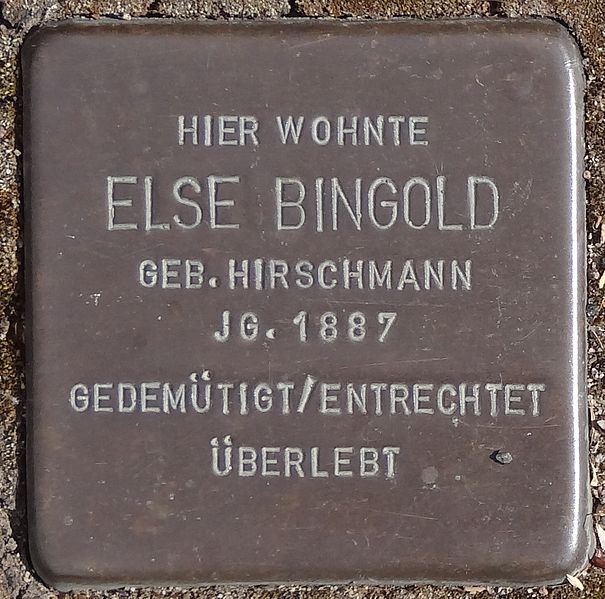 HIER WOHNTE
ELSE BINGOLD
GEB. HIRSCHMANN
JG. 1887
GEDEMÜTIGT/ENTRECHTET
ÜBERLEBT